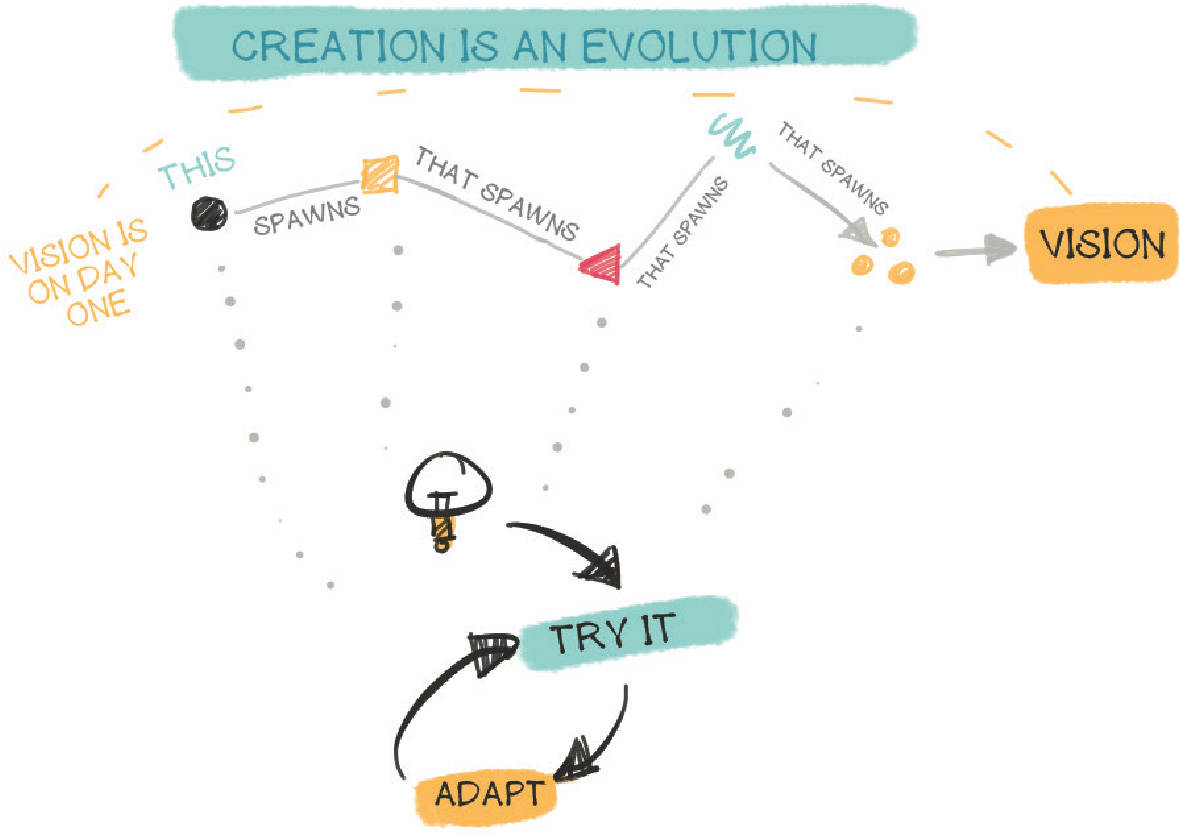 CREATION IS AN EVOLUTION
THIS
SPAWNS
THAT SPAWNS
THAT SPAWNS
THAT SPAWNS
VISION IS
ON DAY
ONE
VISION
TRY IT
ADAPT